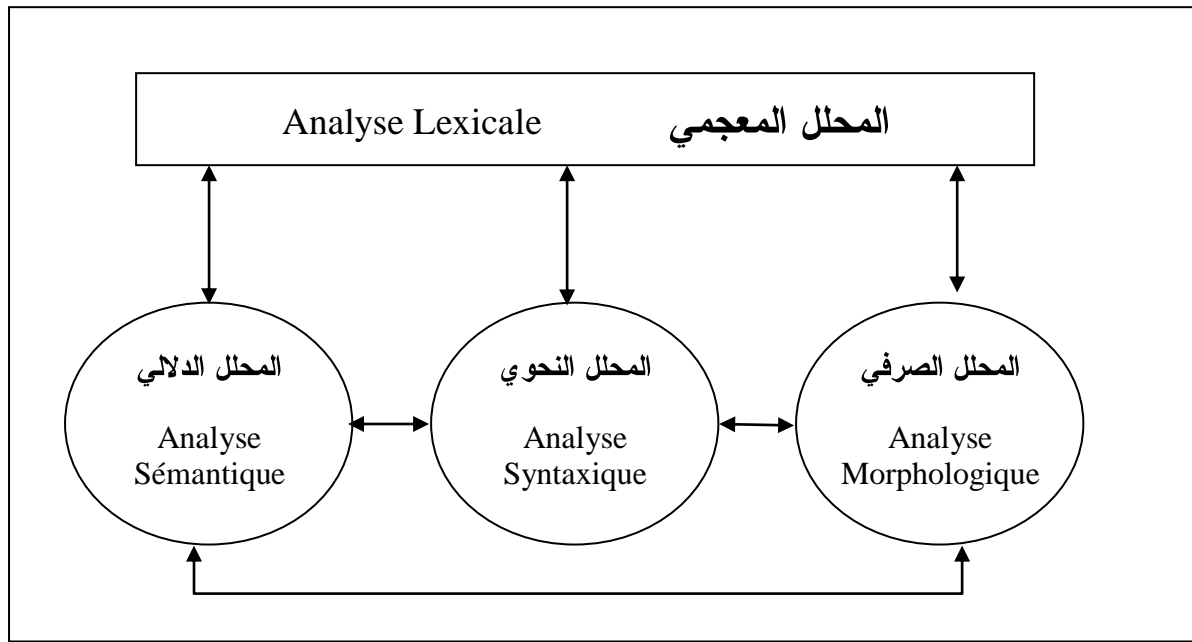 Analyse Lexicale المحلل المعجمي
المحلل الدلالي
Analyse
Sémantique
المحلل النحوي
Analyse
Syntaxique
المحلل الصرفي
Analyse
Morphologique